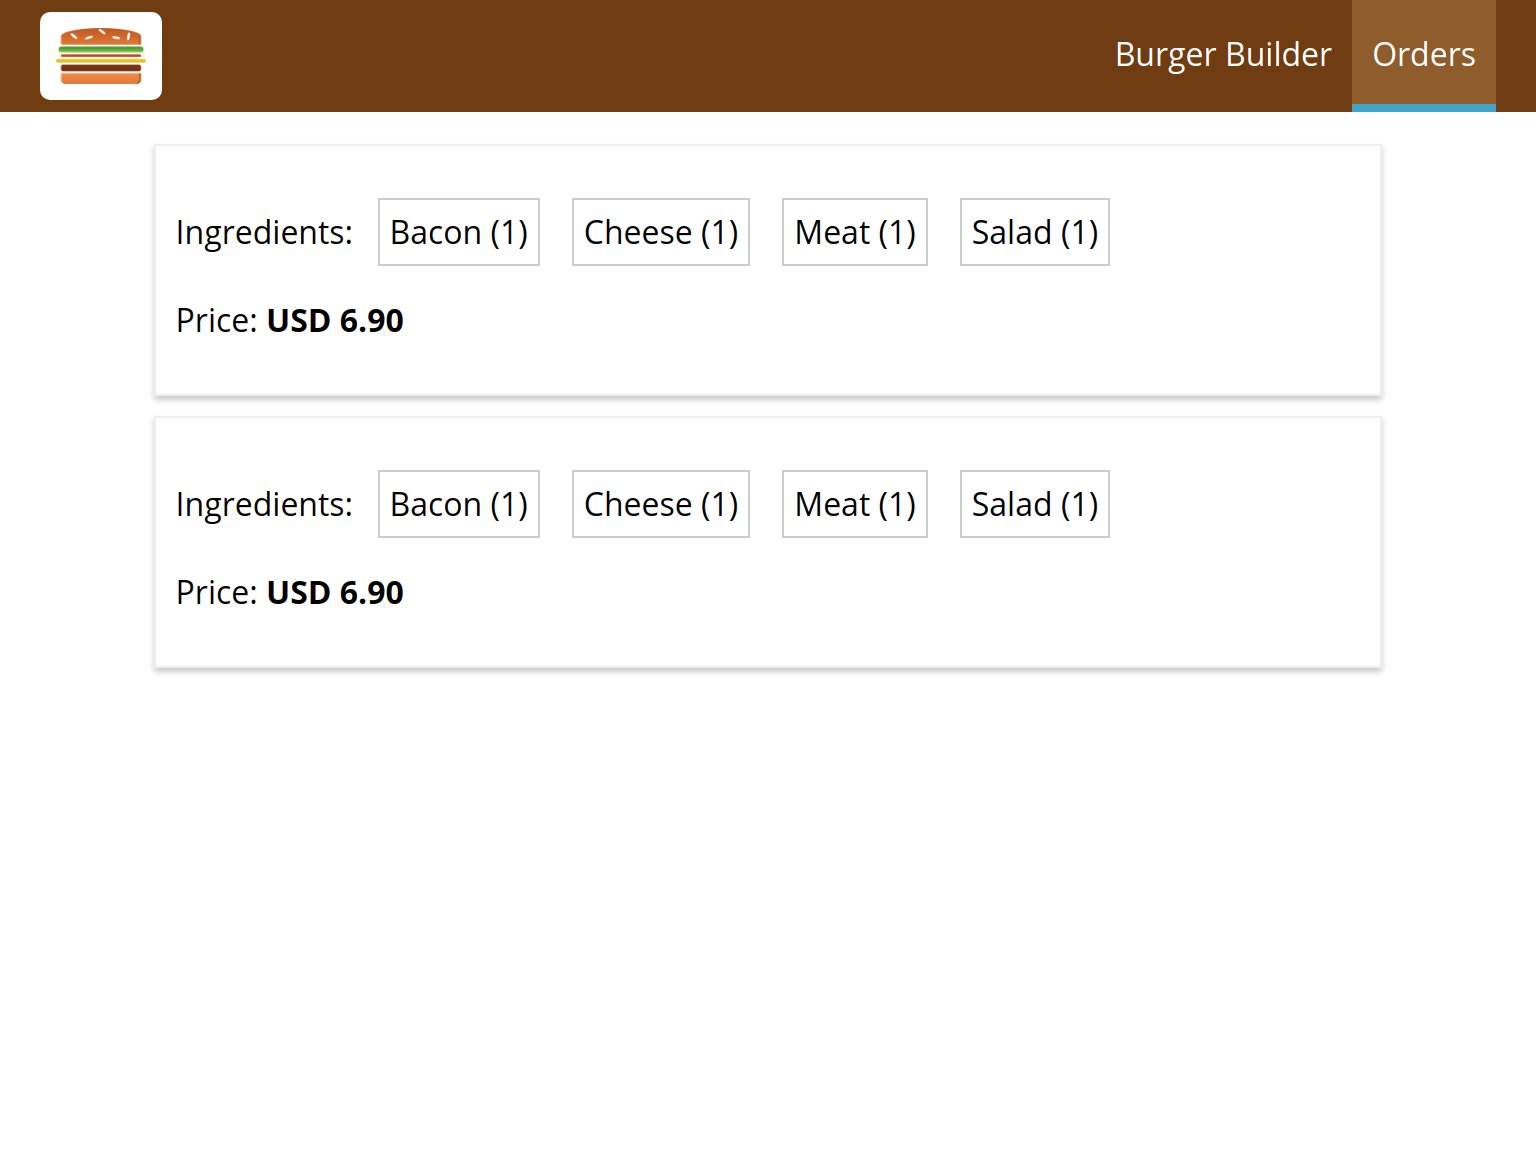 Burger Builder Orders
Ingredients: Bacon (1) Cheese (1) Meat (1) Salad (1)
Price: USD 6.90
Ingredients: Bacon (1) Cheese (1) Meat (1) Salad (1)
Price: USD 6.90